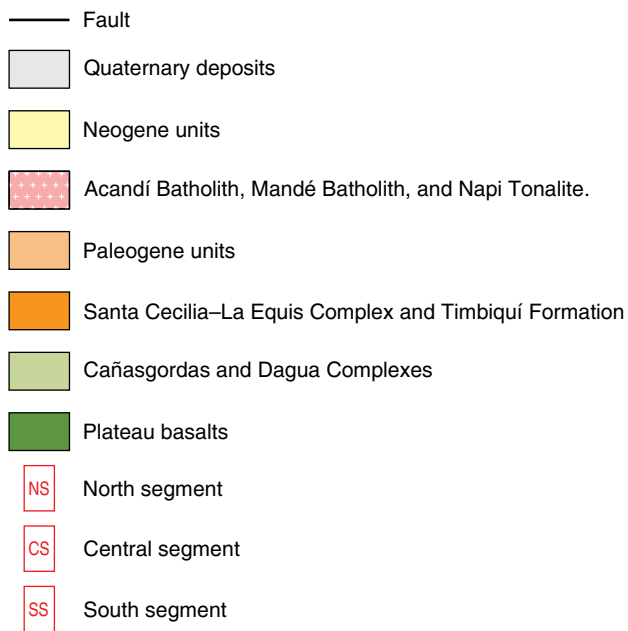 Fault
Quaternary deposits
Neogene units
Acandí Batholith, Mandé Batholith, and Napi Tonalite.
Paleogene units
Santa Cecilia–La Equis Complex and Timbiquí Formation
Cañasgordas and Dagua Complexes
Plateau basalts
NS North segment
CS Central segment
SS South segment